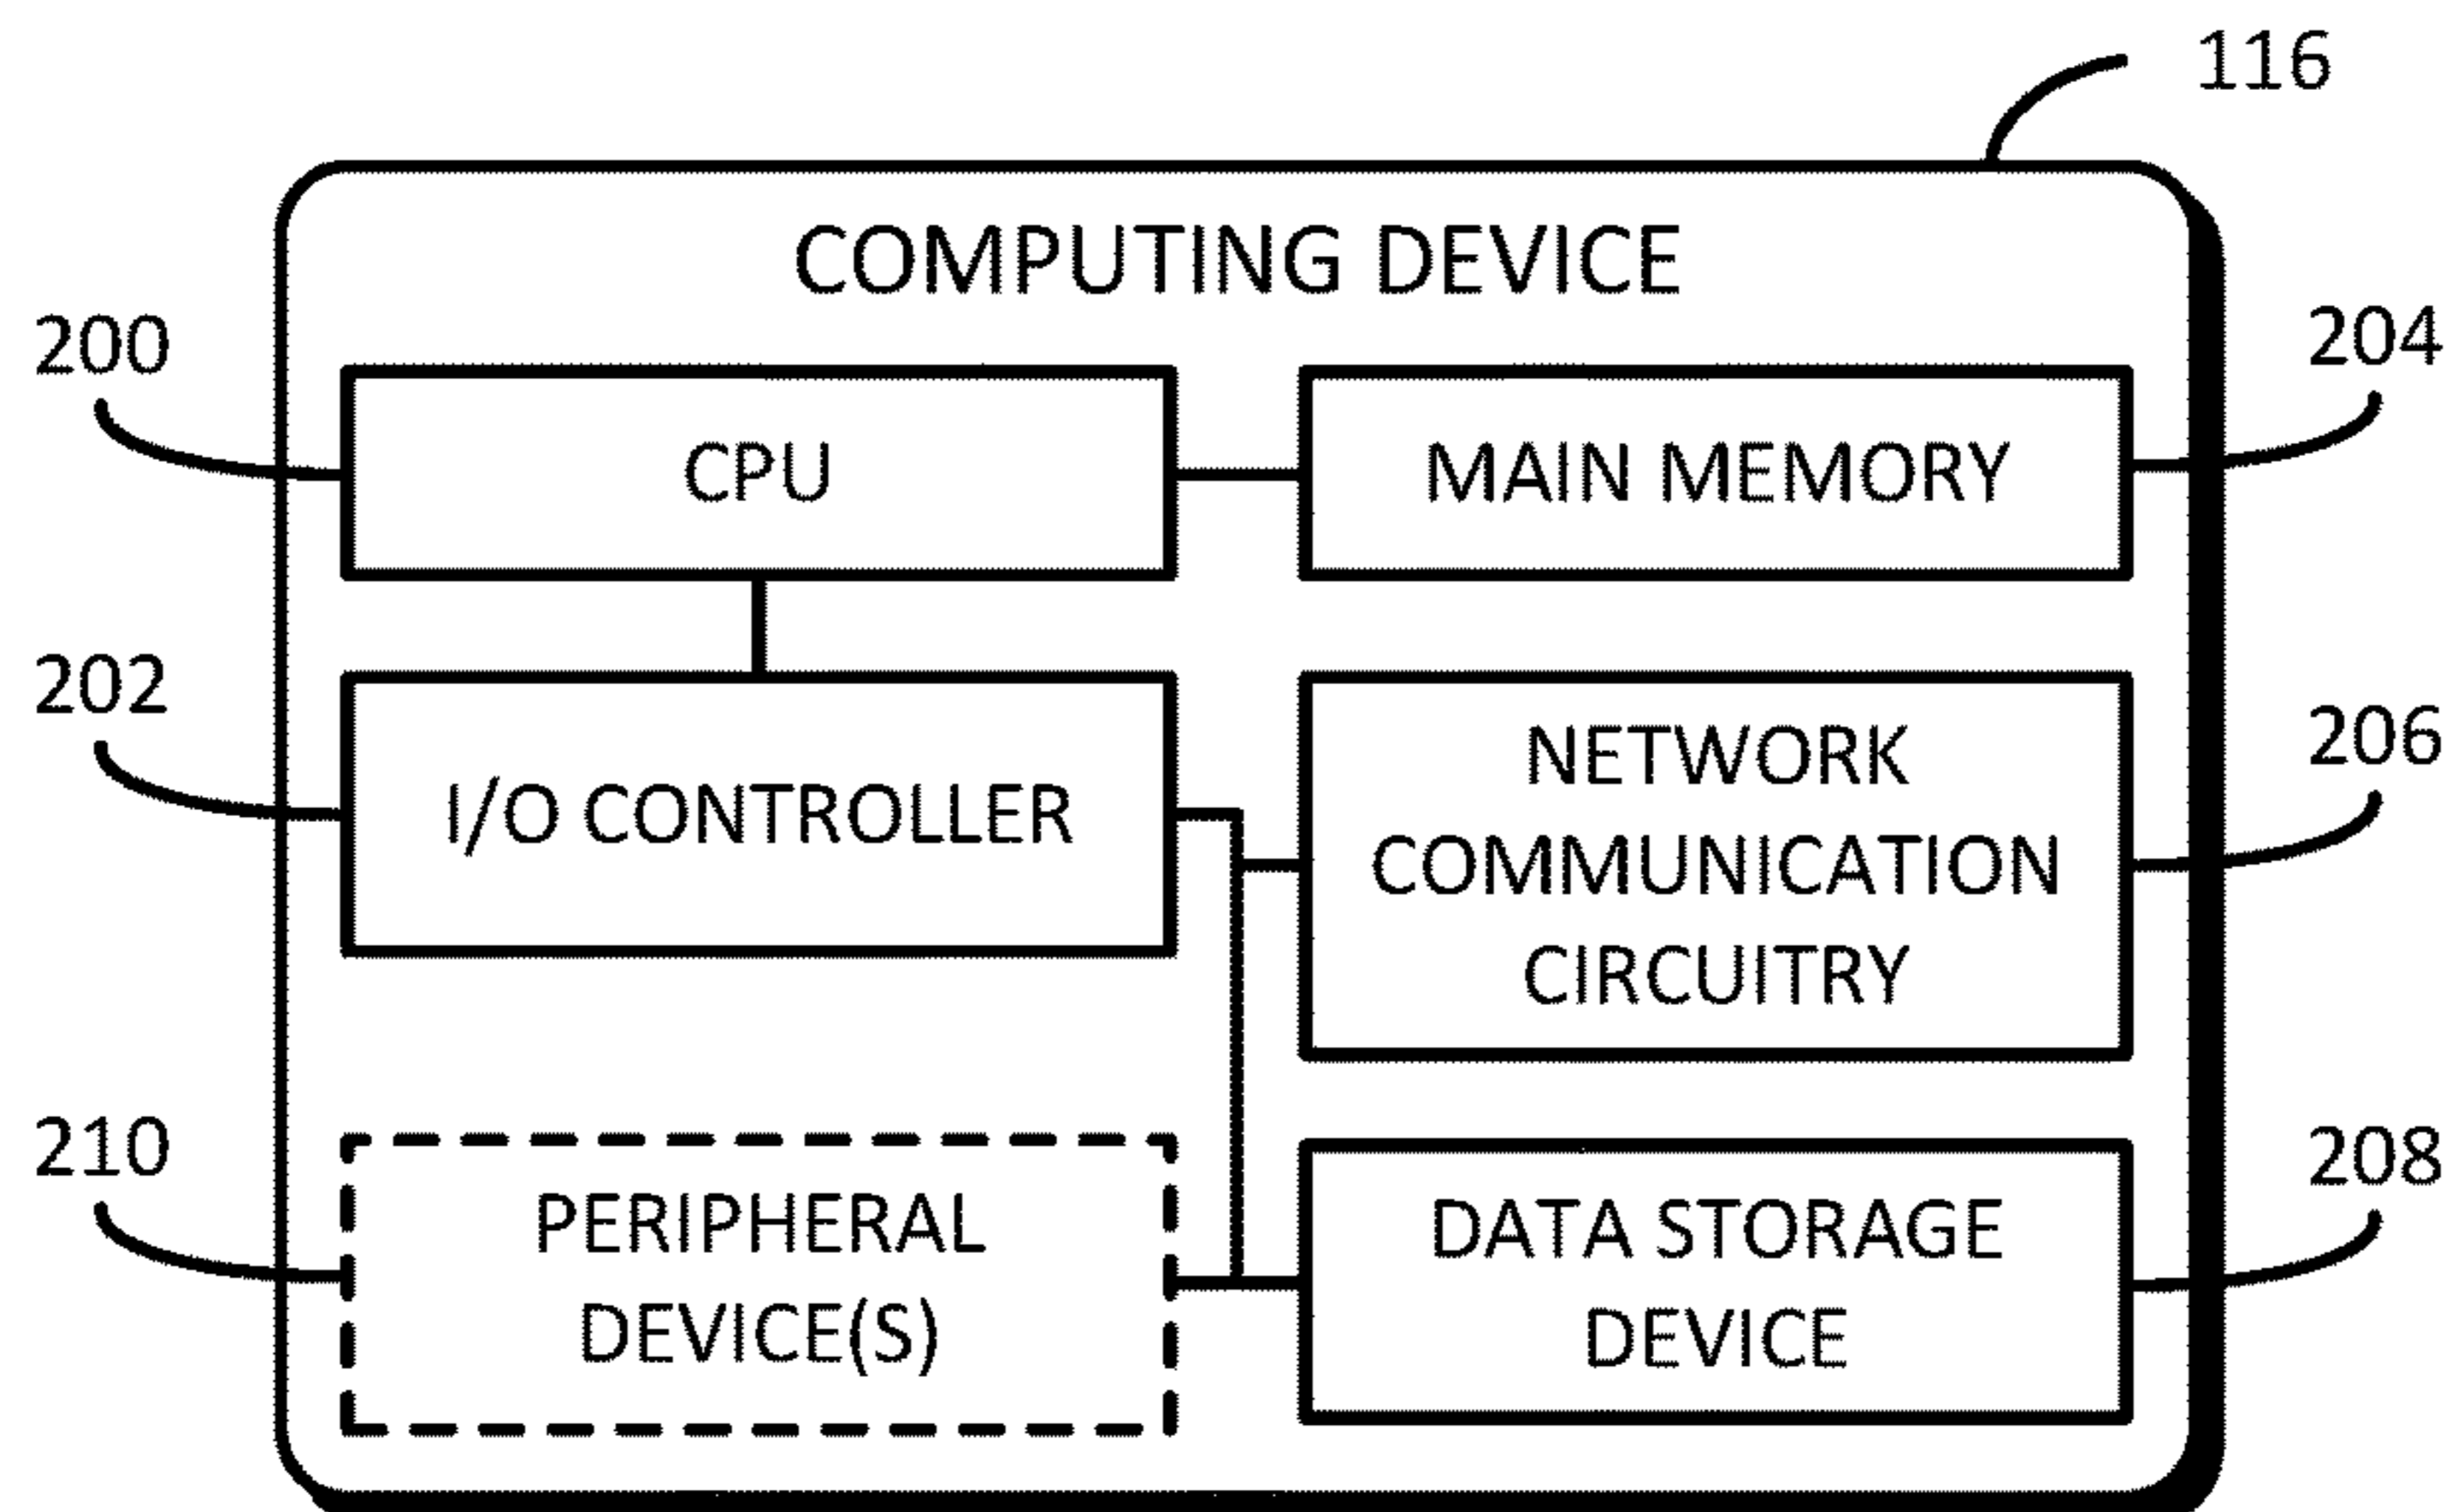 116
COMPUTING DEVICE
200
204
CPU
MAIN MEMORY
202
206
I/O CONTROLLER
NETWORK
COMMUNICATION
CIRCUITRY
210
208
PERIPHERAL
DEVICE(S)
DATA STORAGE
DEVICE